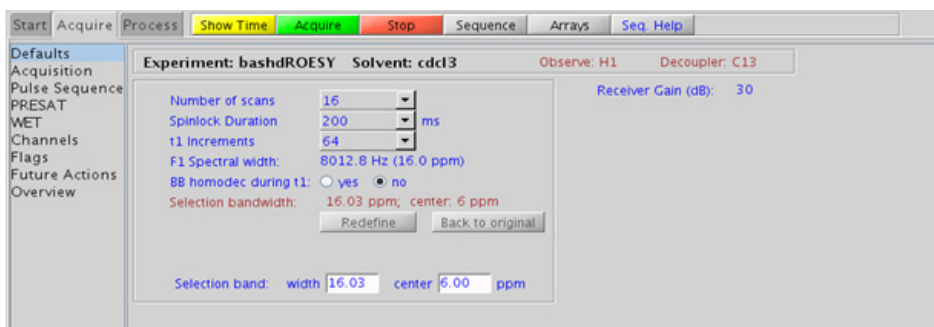 Start Acquire Process Show Time Acquire Stop Sequence Arrays Seq. Help
Defaults
Acquisition
Pulse Sequence
PRESAT
WET
Channels
Flags
Future Actions
Overview
Experiment: bashdROESY Solvent: cdcl3 Observe: H1 Decoupler: C13
Receiver Gain (dB): 30
Number of scans 16
Spinlock Duration 200 ms
t1 Increments 64
F1 Spectral width: 8012.8 Hz (16.0 ppm)
BB homodec during t1: yes no
Selection bandwidth: 16.03 ppm; center: 6 ppm
Redefine Back to original
Selection band: width 16.03 center 6.00 ppm